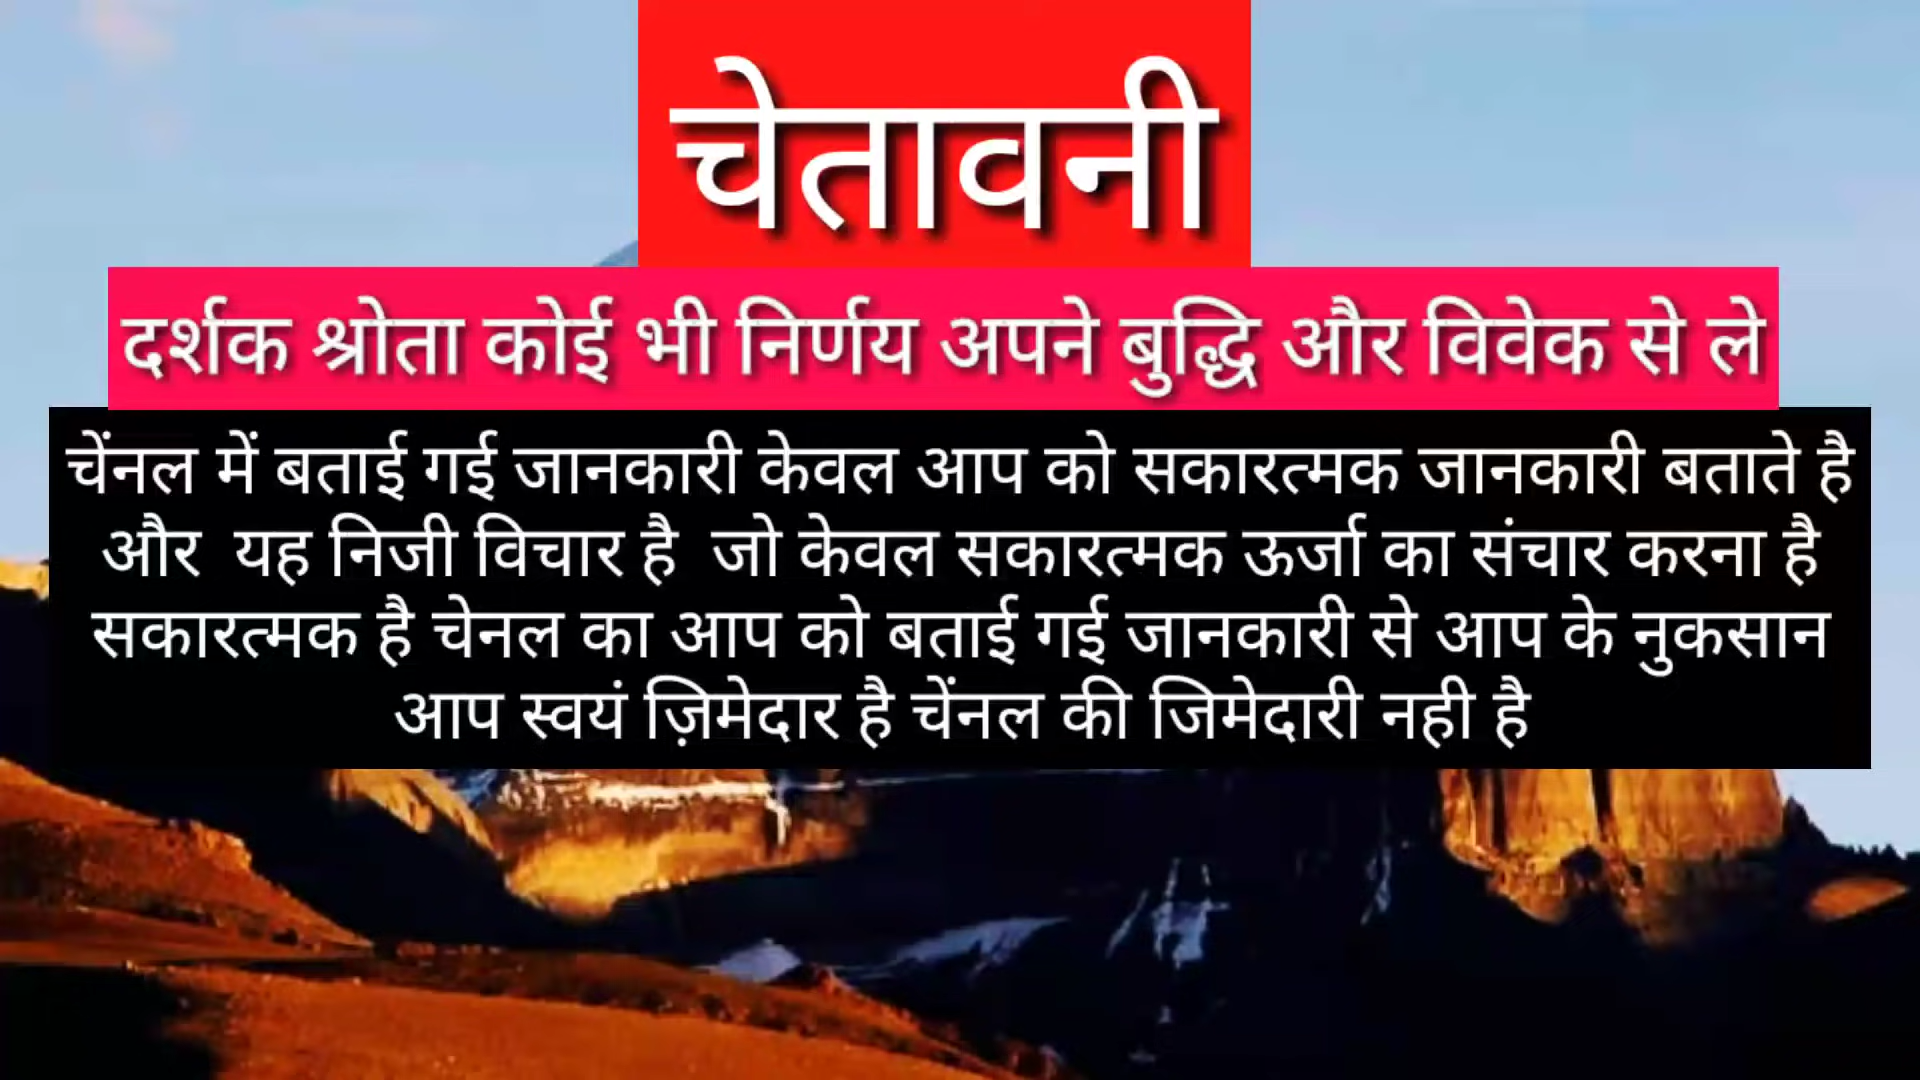 चेतावनी
दर्शक श्रोता कोई भी निर्णय अपने बुद्धि और विवेक से ले
चेंनल में बताई गई जानकारी केवल आप को सकारत्मक जानकारी बताते है
और यह निजी विचार है जो केवल सकारत्मक ऊर्जा का संचार करना है
सकारत्मक है चेनल का आप को बताई गई जानकारी से आप के नुकसान
आप स्वयं ज़िमेदार है चेंनल की जिमेदारी नही है